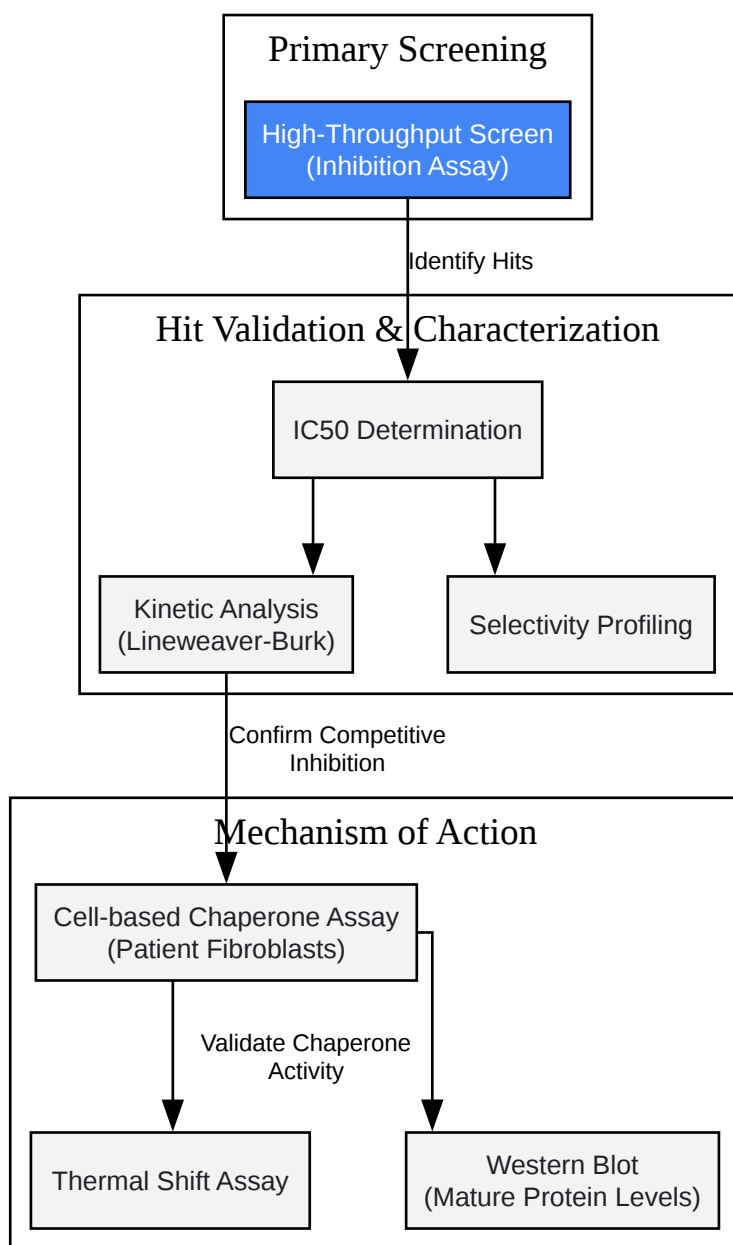 Primary Screening
High-Throughput Screen
(Inhibition Assay)
Identify Hits
Hit Validation & Characterization
IC50 Determination
Kinetic Analysis
(Lineweaver-Burk)
Selectivity Profiling
Confirm Competitive
Inhibition
Mechanism of Action
Cell-based Chaperone Assay
(Patient Fibroblasts)
Validate Chaperone
Activity
Thermal Shift Assay
Western Blot
(Mature Protein Levels)